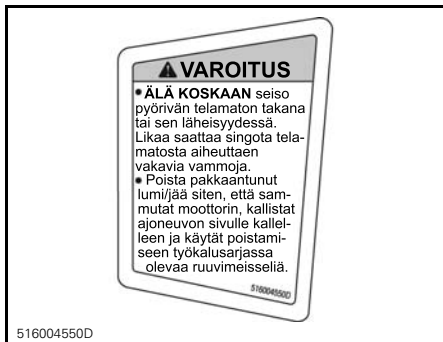 ⚠ VAROITUS
• ÄLÄ KOSKAAN seiso
pyörivän telamaton takana
tai sen läheisyydessä.
Likaa saattaa singota tela-
matosta aiheuttaen
vakavia vammoja.
• Poista pakkaantunut
lumi/jää siten, että sam-
mutat moottorin, kallistat
ajoneuvon sivulle kallel-
leen ja käytät poistami-
seen työkalusarjassa
olevaa ruuvimeisseliä.
516004550D
516004550D